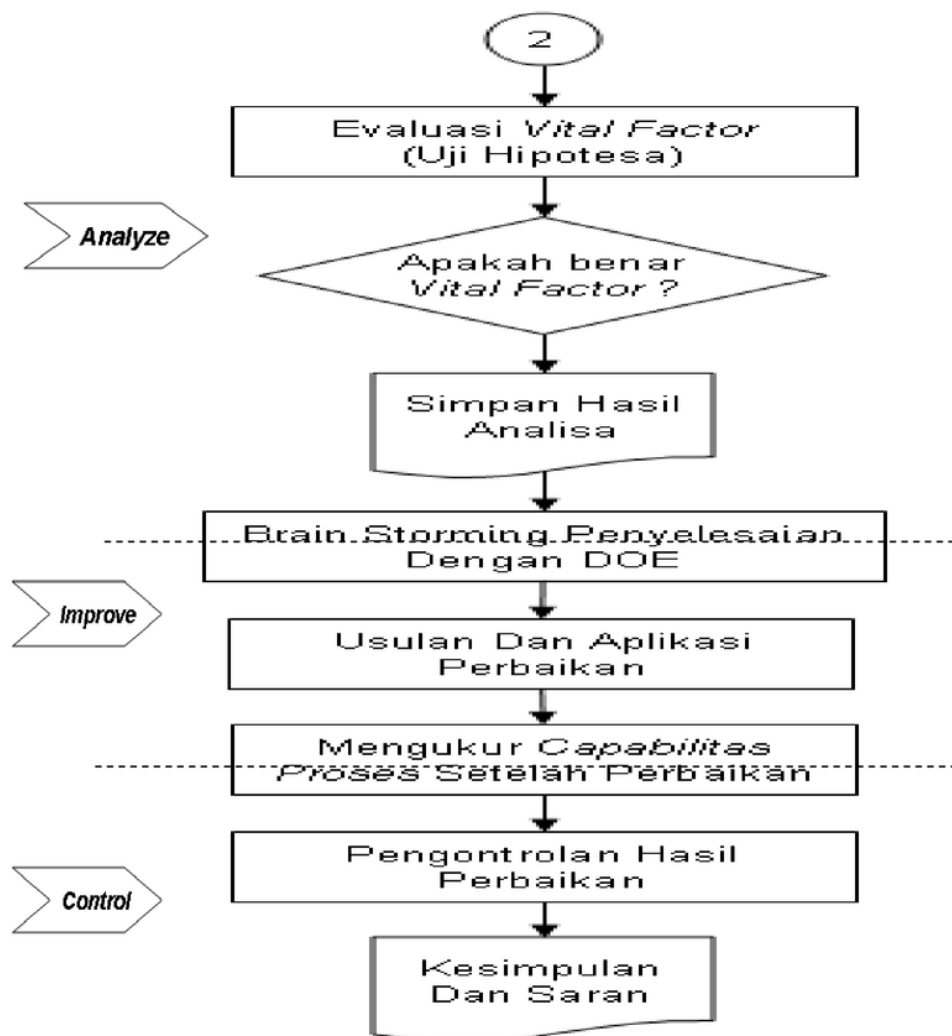 2
Evaluasi Vital Factor
(Uji Hipotesa)
Analyze
Apakah benar
Vital Factor ?
Simpan Hasil
Analisa
Brain Storming Penyelesaian
Dengan DOE
Improve
Usulan Dan Aplikasi
Perbaikan
Mengukur Capabilitas
Proses Setelah Perbaikan
Pengontrolan Hasil
Perbaikan
Control
Kesimpulan
Dan Saran